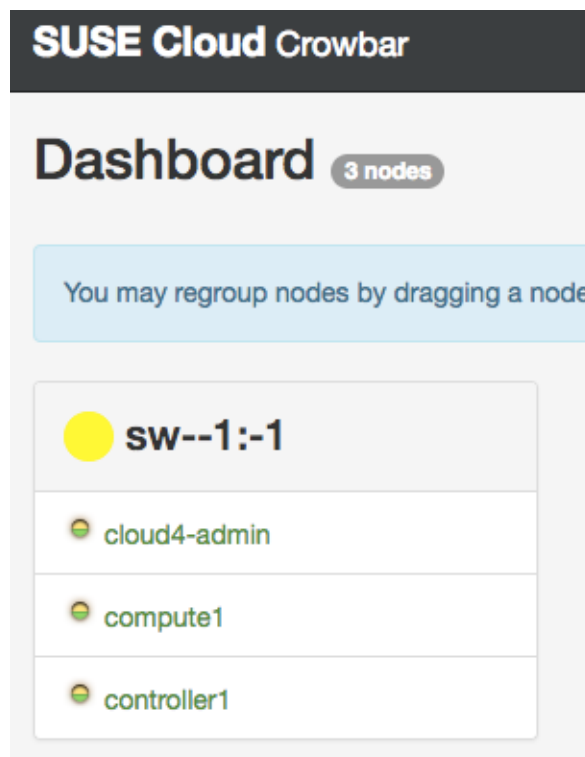 SUSE Cloud Crowbar
Dashboard 3 nodes
You may regroup nodes by dragging a node
sw--1:-1
cloud4-admin
compute1
controller1